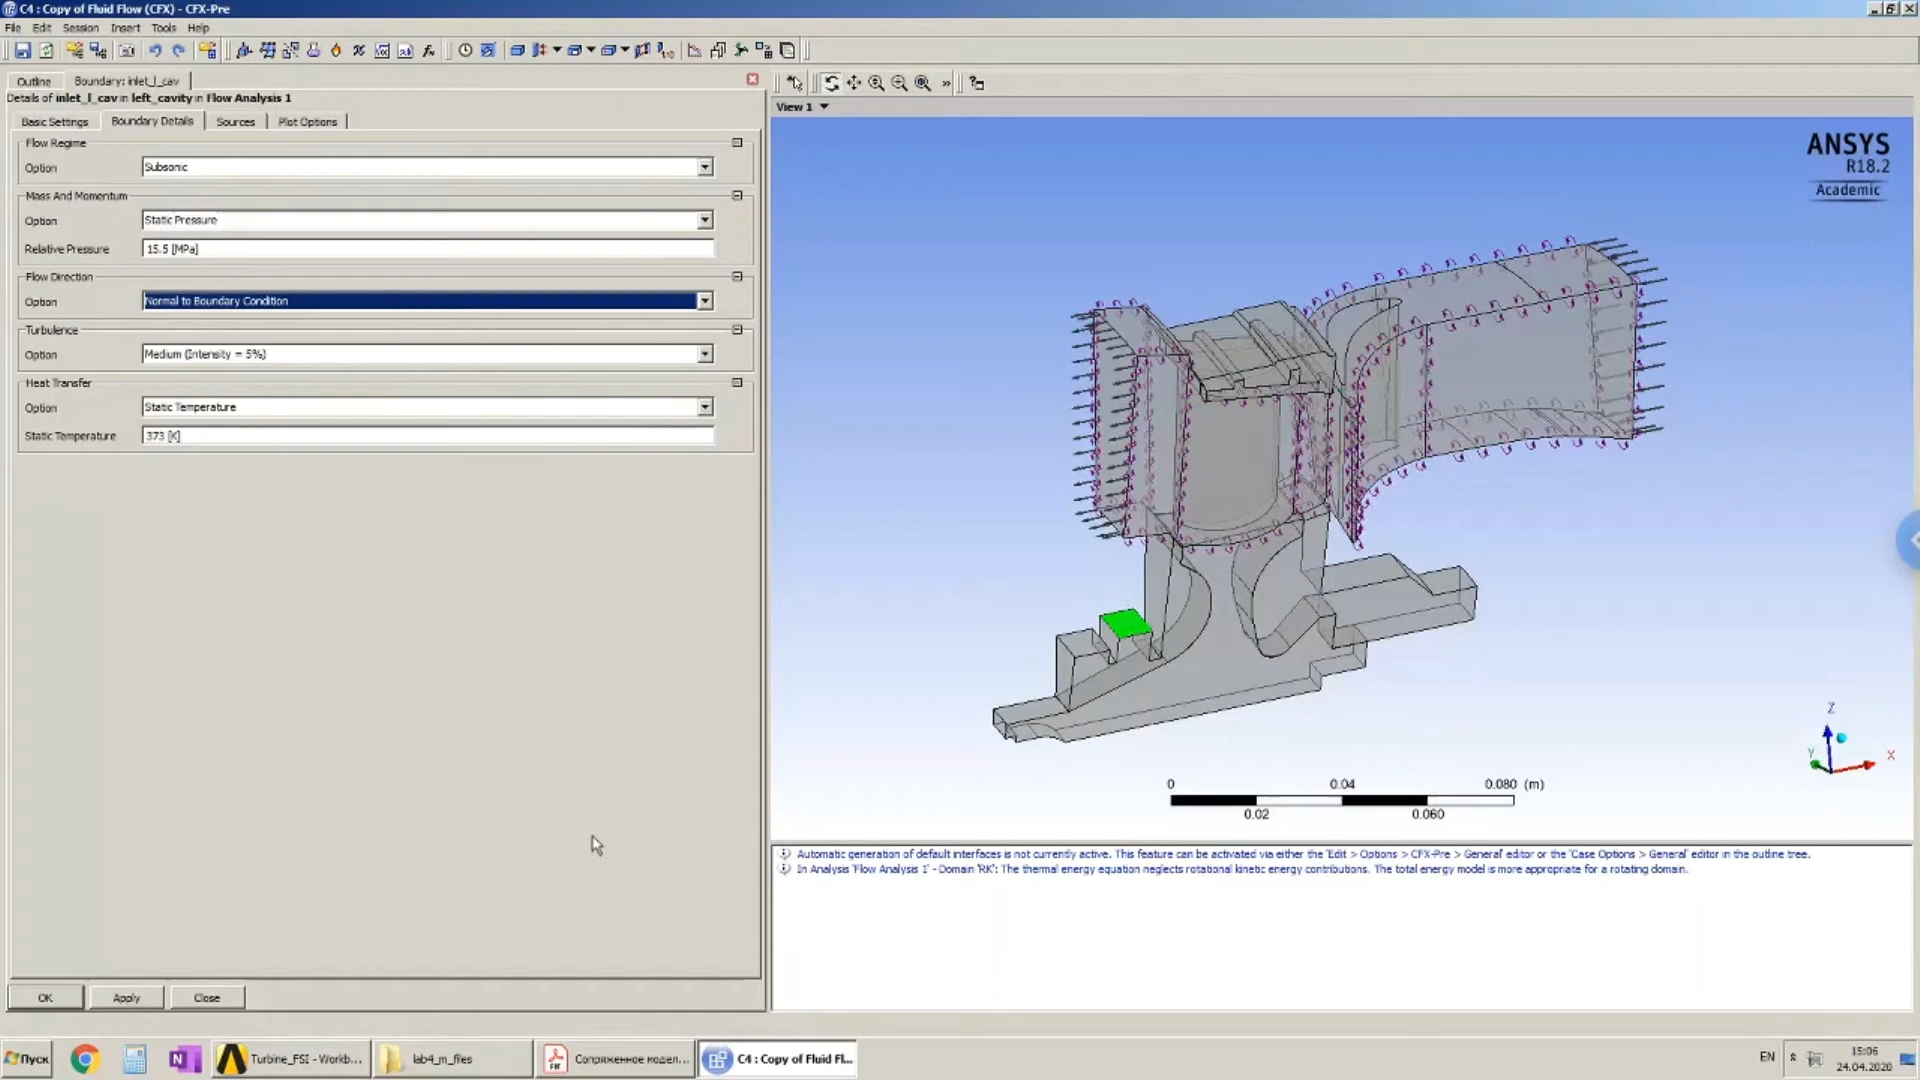 C4 : Copy of Fluid Flow (CFX) - CFX-Pre
File Edit Session Insert Tools Help
Outline Boundary: inlet_l_cav
Details of inlet_l_cav in left_cavity in Flow Analysis 1
Basic Settings Boundary Details Sources Plot Options
Flow Regime
Option Subsonic
Mass And Momentum
Option Static Pressure
Relative Pressure 15.5 [MPa]
Flow Direction
Option Normal to Boundary Condition
Turbulence
Option Medium (Intensity = 5%)
Heat Transfer
Option Static Temperature
Static Temperature 373 [K]
OK Apply Close
View 1
ANSYS
R18.2
Academic
Z
Y
X
0 0.04 0.080 (m)
0.02 0.060
Automatic generation of default interfaces is not currently active. This feature can be activated via either the 'Edit > Options > CFX-Pre > General' editor or the 'Case Options > General' editor in the outline tree.
In Analysis 'Flow Analysis 1' - Domain 'RK': The thermal energy equation neglects rotational kinetic energy contributions. The total energy model is more appropriate for a rotating domain.
Пуск Turbine_FSI - Workb... lab4_m_files Сопряженное модел... C4 : Copy of Fluid Fl... EN 15:06
24.04.2020